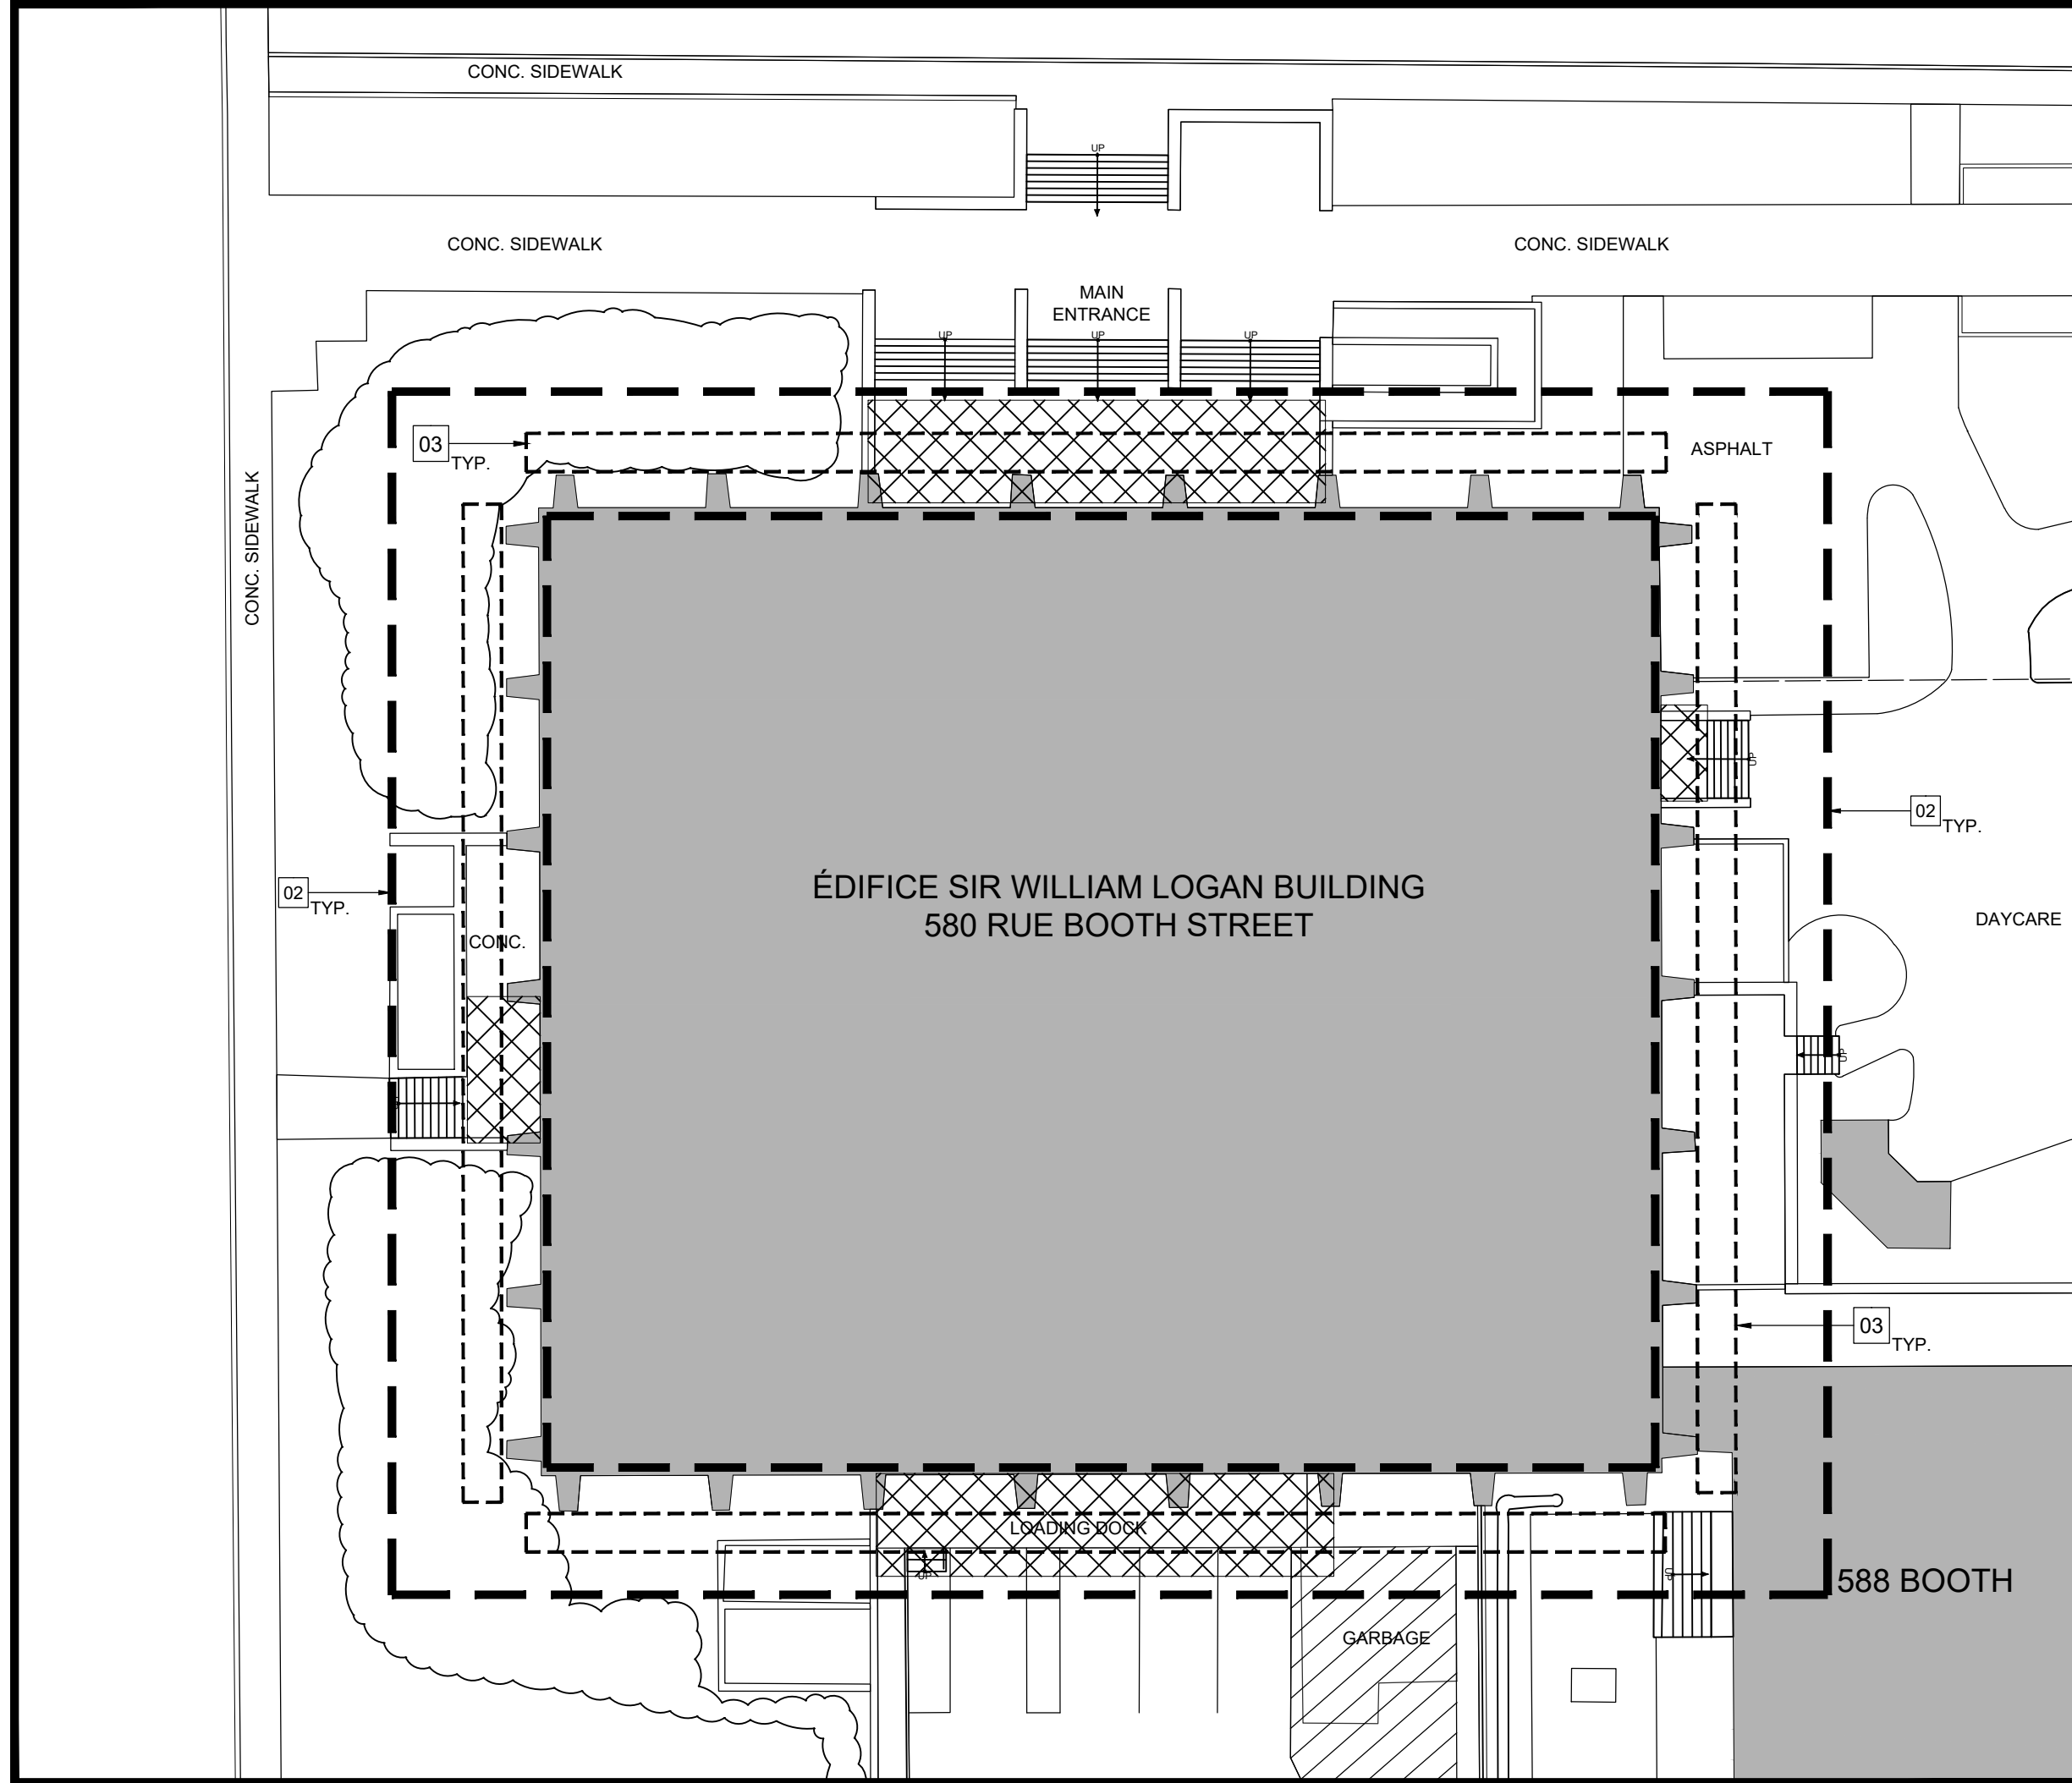 CONC. SIDEWALK
UP
CONC. SIDEWALK
CONC. SIDEWALK
MAIN
ENTRANCE
UP
UP
UP
03
TYP.
ASPHALT
CONC. SIDEWALK
UP
02
TYP.
ÉDIFICE SIR WILLIAM LOGAN BUILDING
580 RUE BOOTH STREET
02
TYP.
DAYCARE
CONC.
UP
03
TYP.
LOADING DOCK
UP
UP
588 BOOTH
GARBAGE